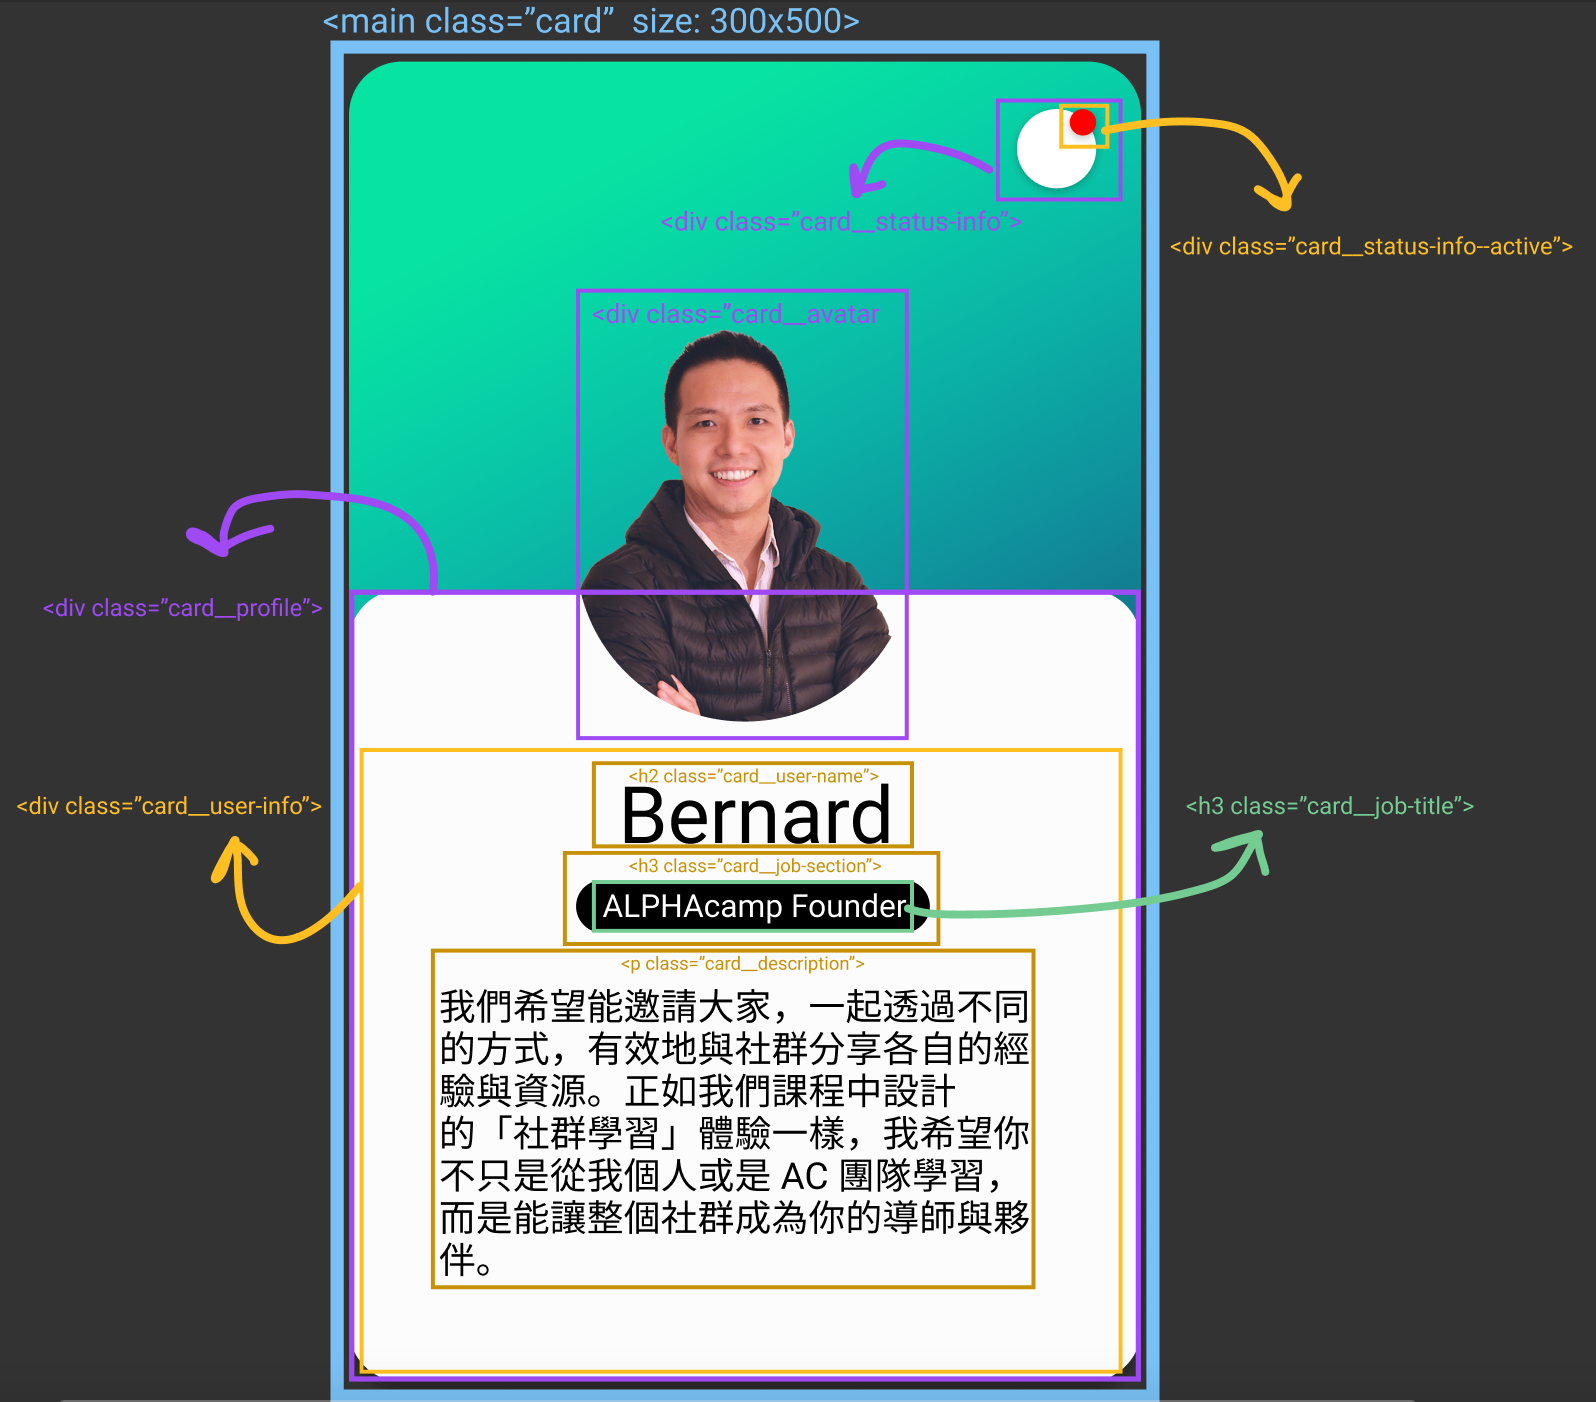 <main class=”card”  size: 300x500>
<div class=”card__status-info“>
<div class=”card__status-info--active”>
<div class=”card__avatar
<div class=”card__profile”>
<div class=”card__user-info”>
<h2 class=”card__user-name”>
Bernard
<h3 class=”card__job-title”>
<h3 class=”card__job-section”>
ALPHAcamp Founder
<p class=”card__description”>
我們希望能邀請大家，一起透過不同
的方式，有效地與社群分享各自的經
驗與資源。正如我們課程中設計
的「社群學習」體驗一樣，我希望你
不只是從我個人或是 AC 團隊學習，
而是能讓整個社群成為你的導師與夥
伴。